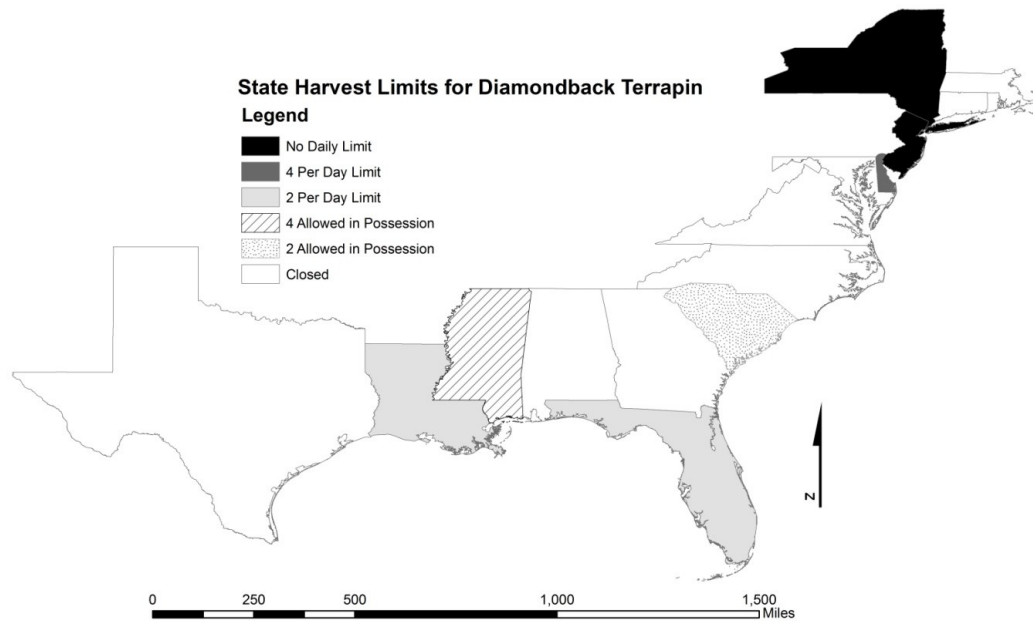 State Harvest Limits for Diamondback Terrapin
Legend
No Daily Limit
4 Per Day Limit
2 Per Day Limit
4 Allowed in Possession
2 Allowed in Possession
Closed
N
0 250 500 1,000 1,500
Miles